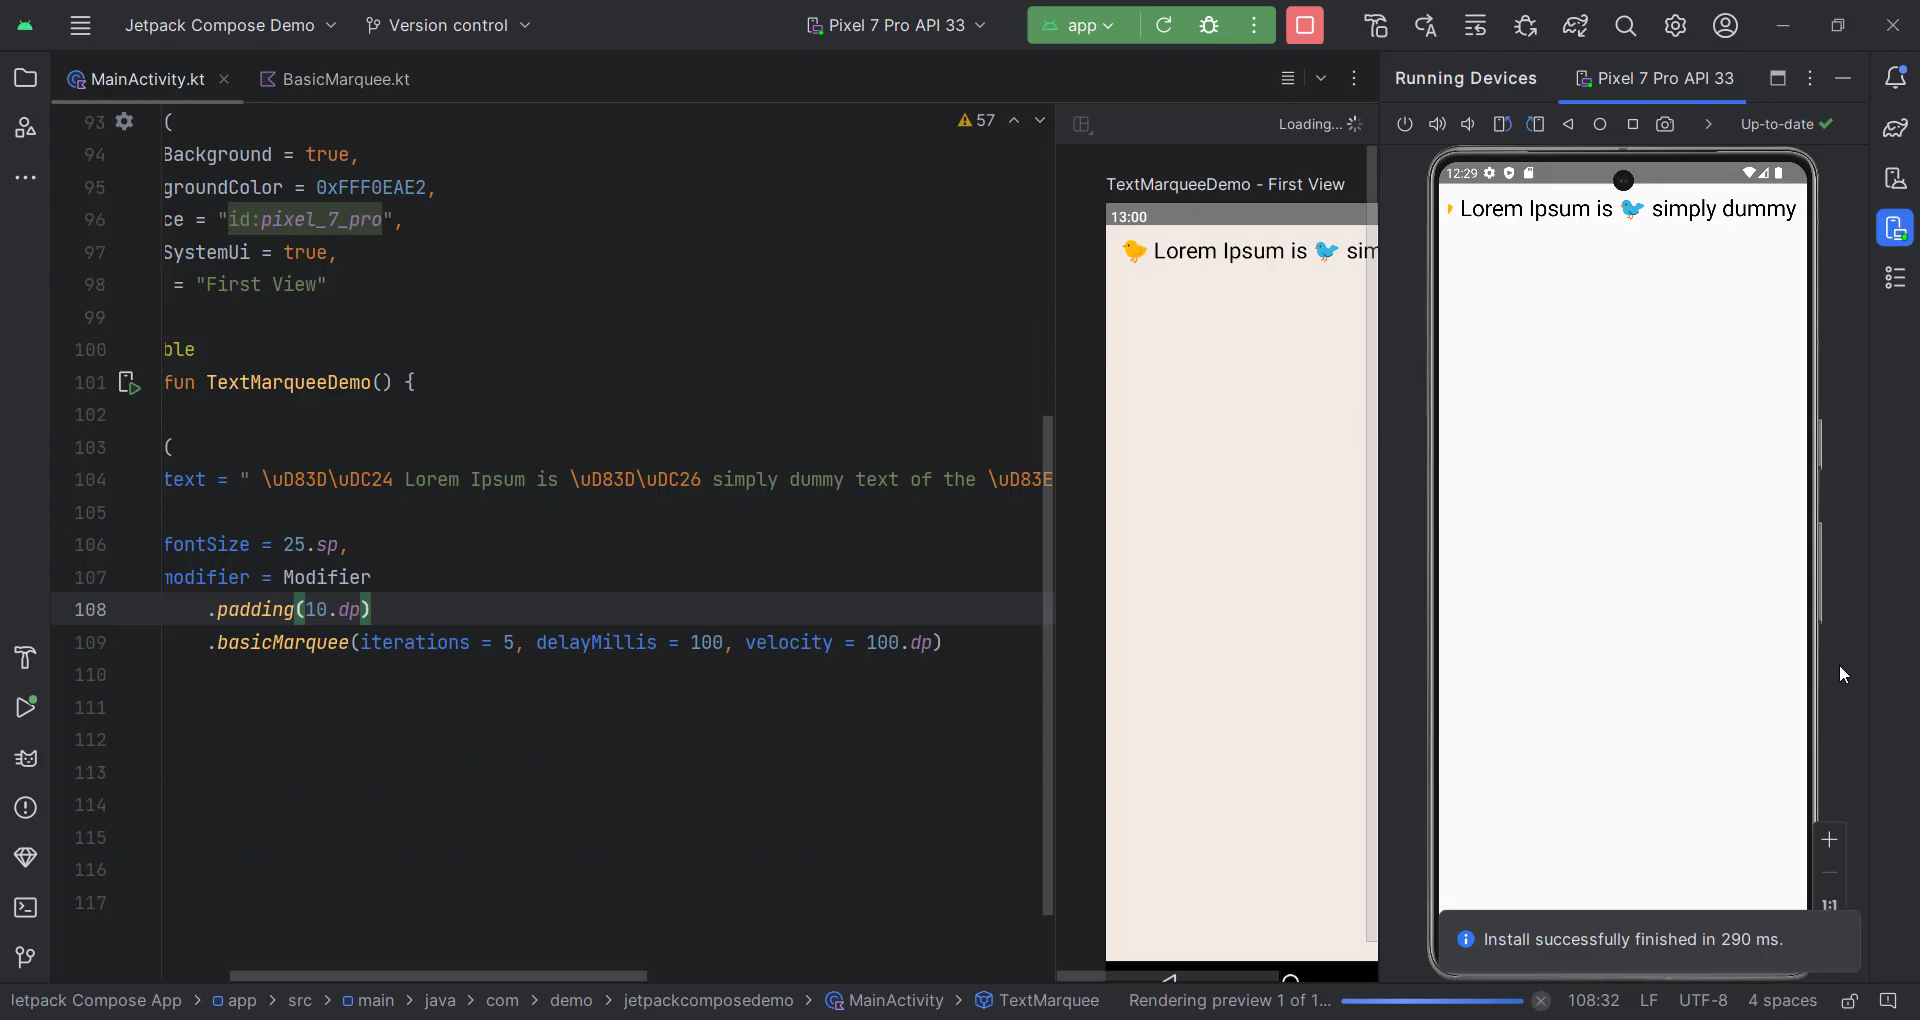 Jetpack Compose Demo
Version control
Pixel 7 Pro API 33
app
MainActivity.kt
BasicMarquee.kt
Running Devices
Pixel 7 Pro API 33
57
Loading...
Up-to-date
93 (
94 Background = true,
95 groundColor = 0xFFF0EAE2,
96 ce = "id:pixel_7_pro",
97 SystemUi = true,
98 = "First View"
99
100 ble
101 fun TextMarqueeDemo() {
102
103 (
104 text = " \uD83D\uDC24 Lorem Ipsum is \uD83D\uDC26 simply dummy text of the \uD83E
105
106 fontSize = 25.sp,
107 modifier = Modifier
108 .padding(10.dp)
109 .basicMarquee(iterations = 5, delayMillis = 100, velocity = 100.dp)
110
111
112
113
114
115
116
117
TextMarqueeDemo - First View
13:00
🐤 Lorem Ipsum is 🐦 sim
12:29
Lorem Ipsum is 🐦 simply dummy
1:1
Install successfully finished in 290 ms.
Jetpack Compose App > app > src > main > java > com > demo > jetpackcomposedemo > MainActivity > TextMarquee
Rendering preview 1 of 1...
108:32 LF UTF-8 4 spaces